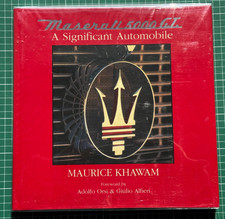 Maserati 5000 GT
A Significant Automobile
MAURICE KHAWAM
Foreword by
Adolfo Orsi & Giulio Alfieri